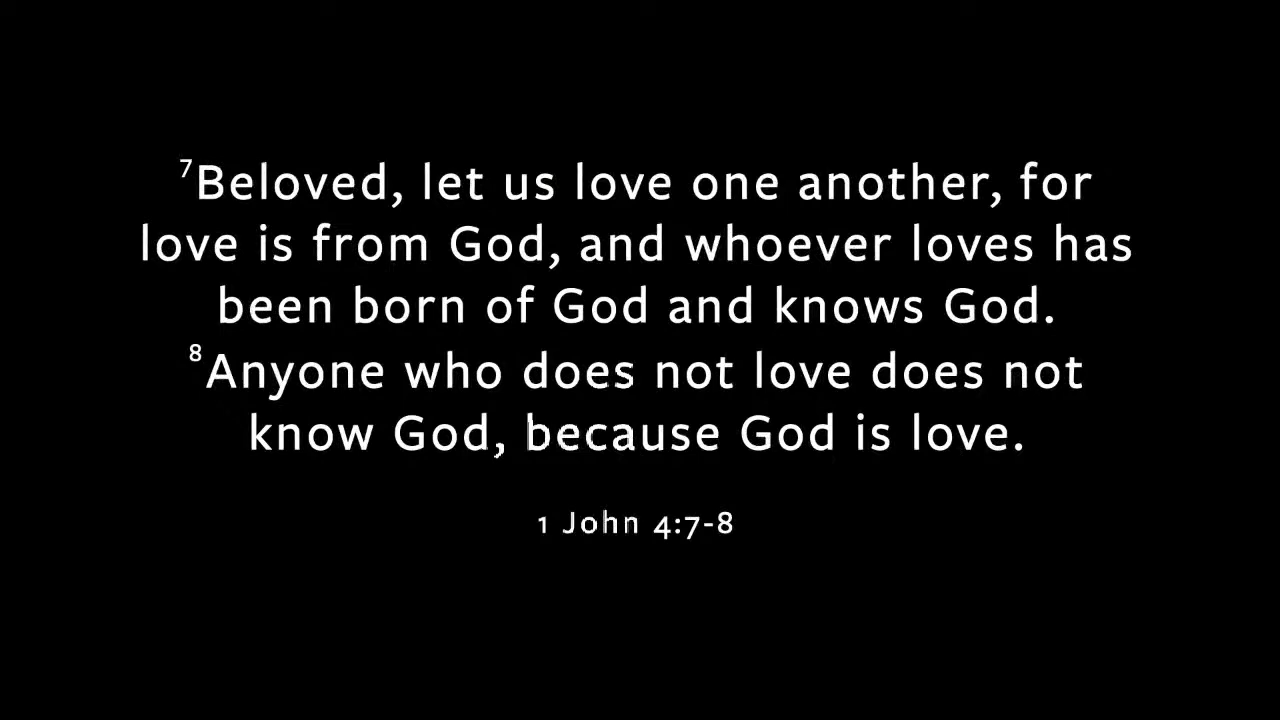 ⁷Beloved, let us love one another, for
love is from God, and whoever loves has
been born of God and knows God.
⁸Anyone who does not love does not
know God, because God is love.
1 John 4:7-8